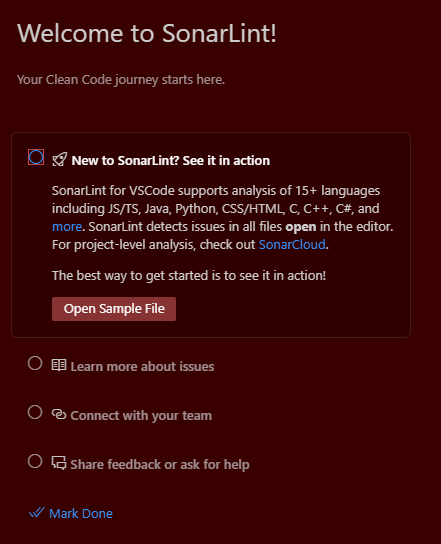 Welcome to SonarLint!
Your Clean Code journey starts here.
New to SonarLint? See it in action
SonarLint for VSCode supports analysis of 15+ languages
including JS/TS, Java, Python, CSS/HTML, C, C++, C#, and
more. SonarLint detects issues in all files open in the editor.
For project-level analysis, check out SonarCloud.
The best way to get started is to see it in action!
Open Sample File
Learn more about issues
Connect with your team
Share feedback or ask for help
Mark Done